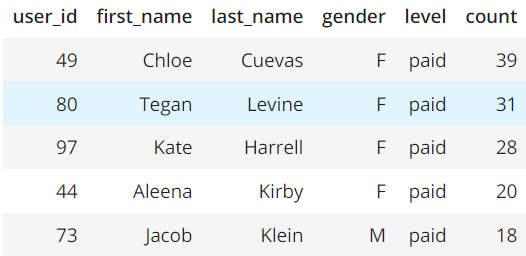 user_id first_name last_name gender level count
49 Chloe Cuevas F paid 39
80 Tegan Levine F paid 31
97 Kate Harrell F paid 28
44 Aleena Kirby F paid 20
73 Jacob Klein M paid 18